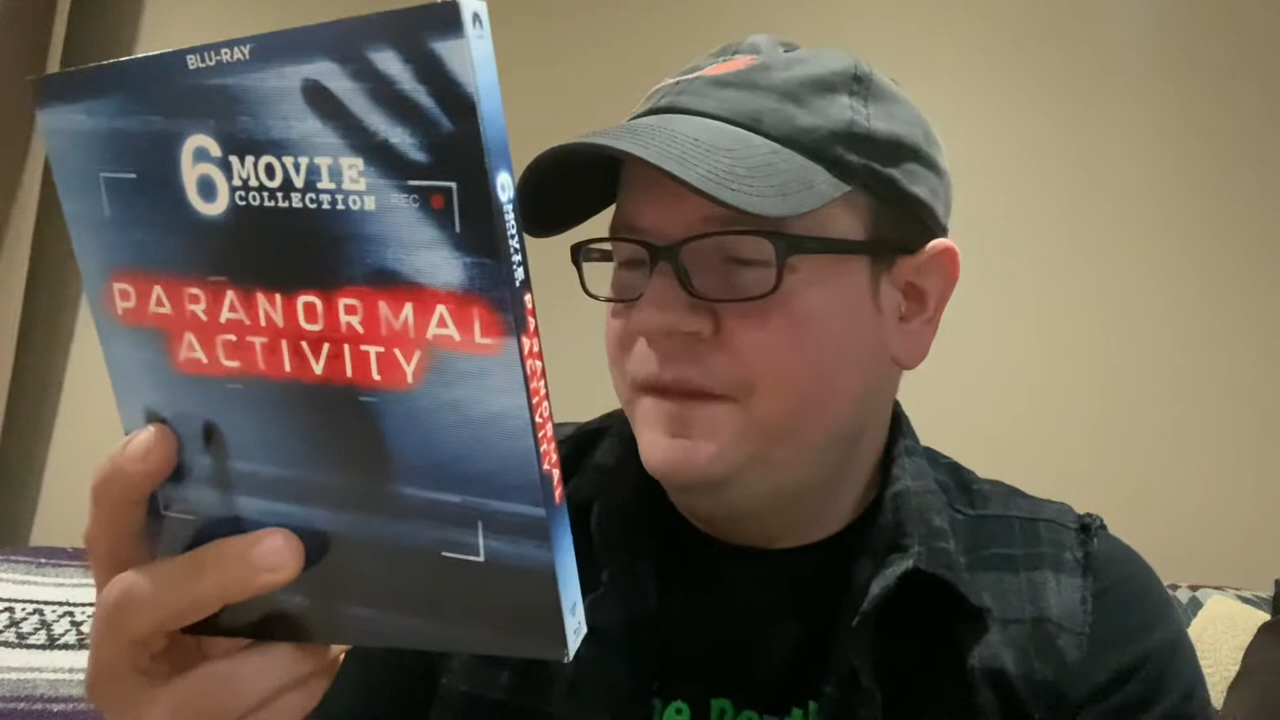 BLU-RAY
6 MOVIE
COLLECTION
REC
PARANORMAL
ACTIVITY
6 MOVIE
PARANORMAL
ACTIVITY